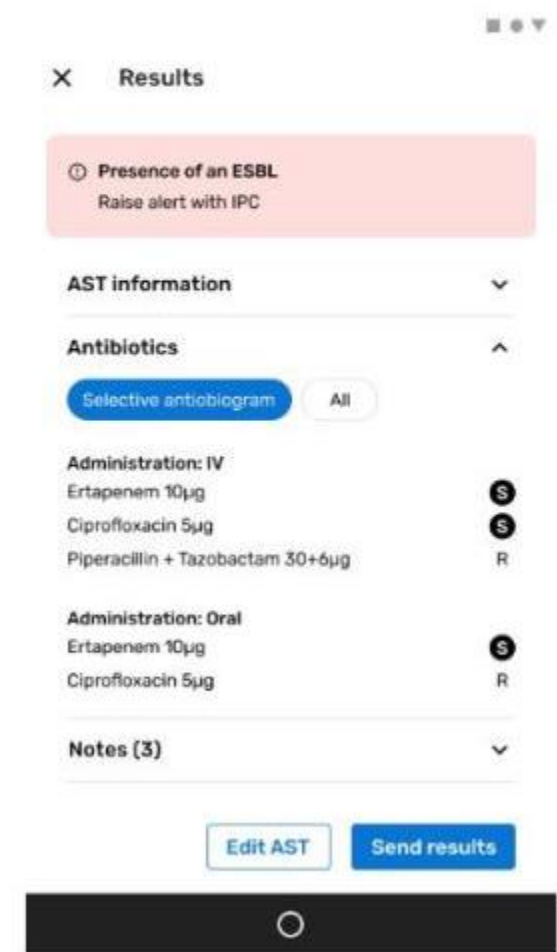 Results
Presence of an ESBL
Raise alert with IPC
AST information
Antibiotics
Selective antiobiogram All
Administration: IV
Ertapenem 10µg S
Ciprofloxacin 5µg S
Piperacillin + Tazobactam 30+6µg R
Administration: Oral
Ertapenem 10µg S
Ciprofloxacin 5µg R
Notes (3)
Edit AST Send results